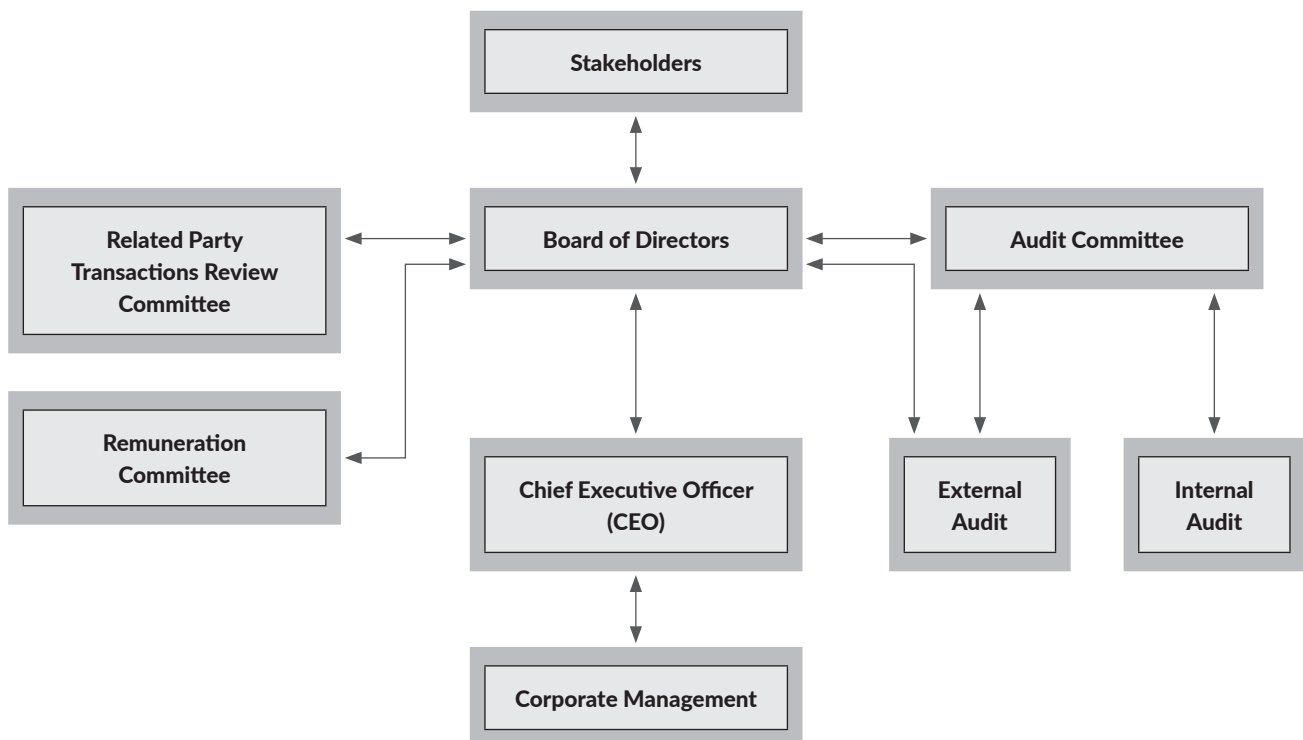 Stakeholders
Related Party
Transactions Review
Committee
Board of Directors
Audit Committee
Remuneration
Committee
Chief Executive Officer
(CEO)
External
Audit
Internal
Audit
Corporate Management